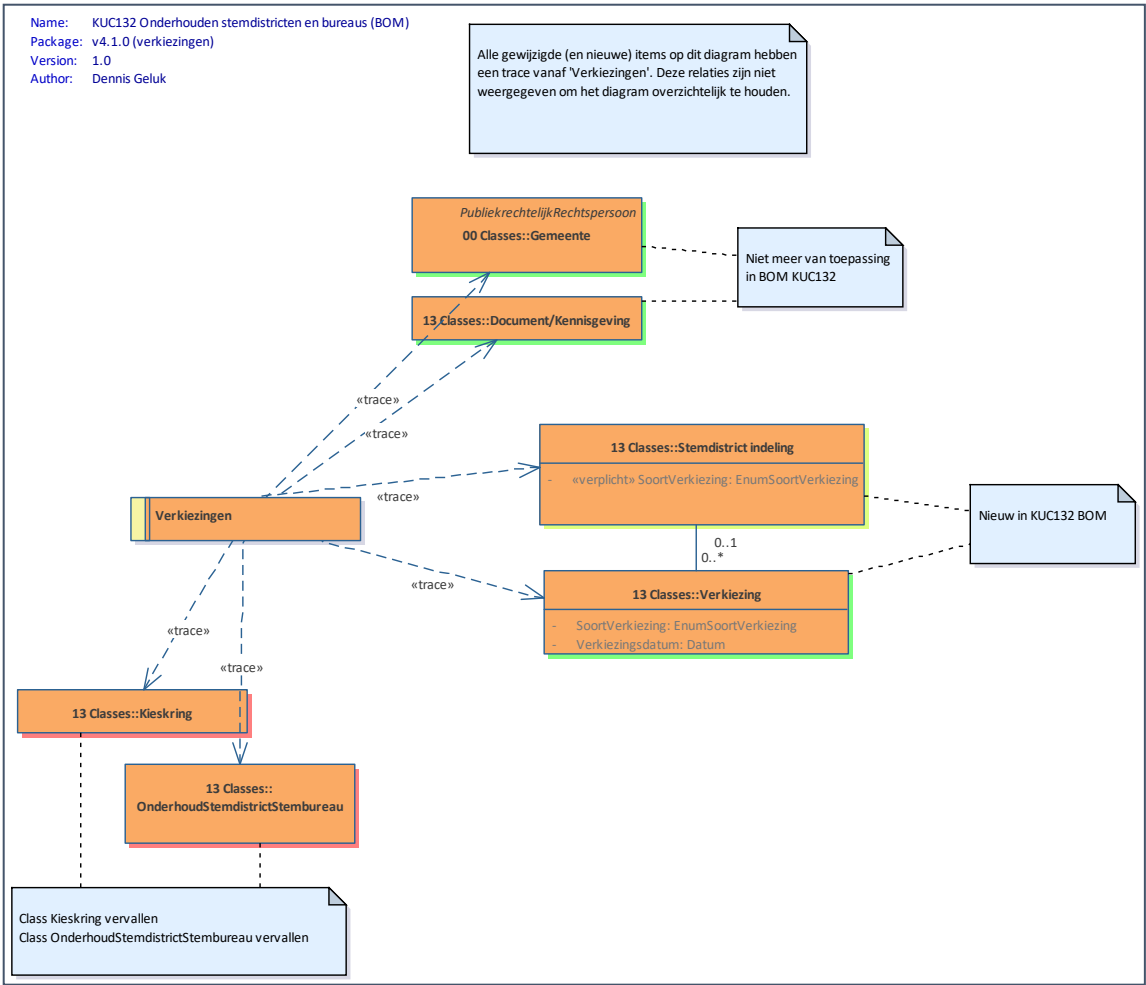 Name: KUC132 Onderhouden stemdistricten en bureaus (BOM)
Package: v4.1.0 (verkiezingen)
Version: 1.0
Author: Dennis Geluk
Alle gewijzigde (en nieuwe) items op dit diagram hebben
een trace vanaf 'Verkiezingen'. Deze relaties zijn niet
weergegeven om het diagram overzichtelijk te houden.
PubliekrechtelijkRechtspersoon
00 Classes::Gemeente
Niet meer van toepassing
in BOM KUC132
13 Classes::Document/Kennisgeving
«trace»
«trace»
13 Classes::Stemdistrict indeling
- «verplicht» SoortVerkiezing: EnumSoortVerkiezing
«trace»
Verkiezingen
Nieuw in KUC132 BOM
0..1
0..*
«trace»
13 Classes::Verkiezing
- SoortVerkiezing: EnumSoortVerkiezing
- Verkiezingsdatum: Datum
«trace»
«trace»
13 Classes::Kieskring
13 Classes::
OnderhoudStemdistrictStembureau
Class Kieskring vervallen
Class OnderhoudStemdistrictStembureau vervallen